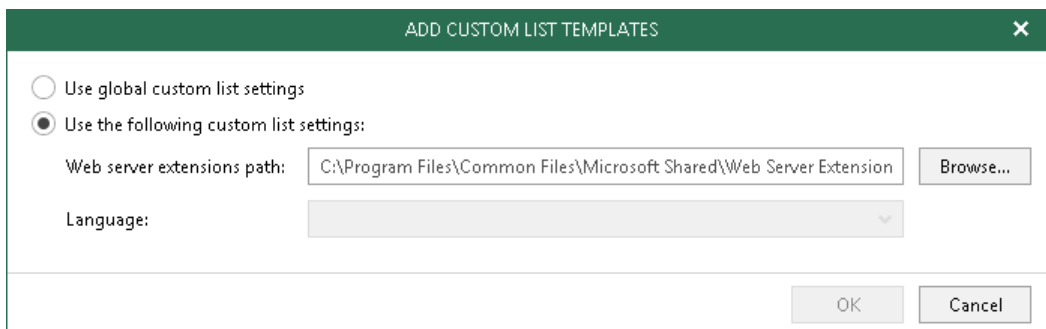 ADD CUSTOM LIST TEMPLATES
Use global custom list settings
Use the following custom list settings:
Web server extensions path: C:\Program Files\Common Files\Microsoft Shared\Web Server Extension Browse...
Language:
OK Cancel